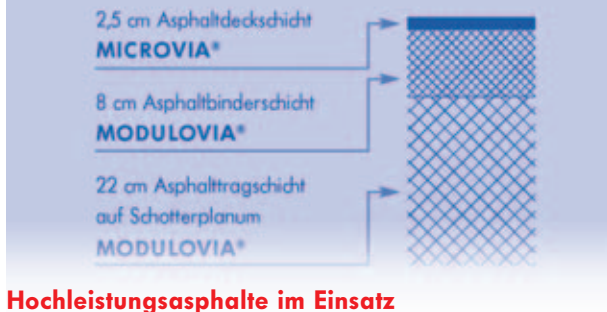 2,5 cm Asphaltdeckschicht
MICROVIA®
8 cm Asphaltbinderschicht
MODULOVIA®
22 cm Asphalttragschicht
auf Schotterplanum
MODULOVIA®
Hochleistungsasphalte im Einsatz